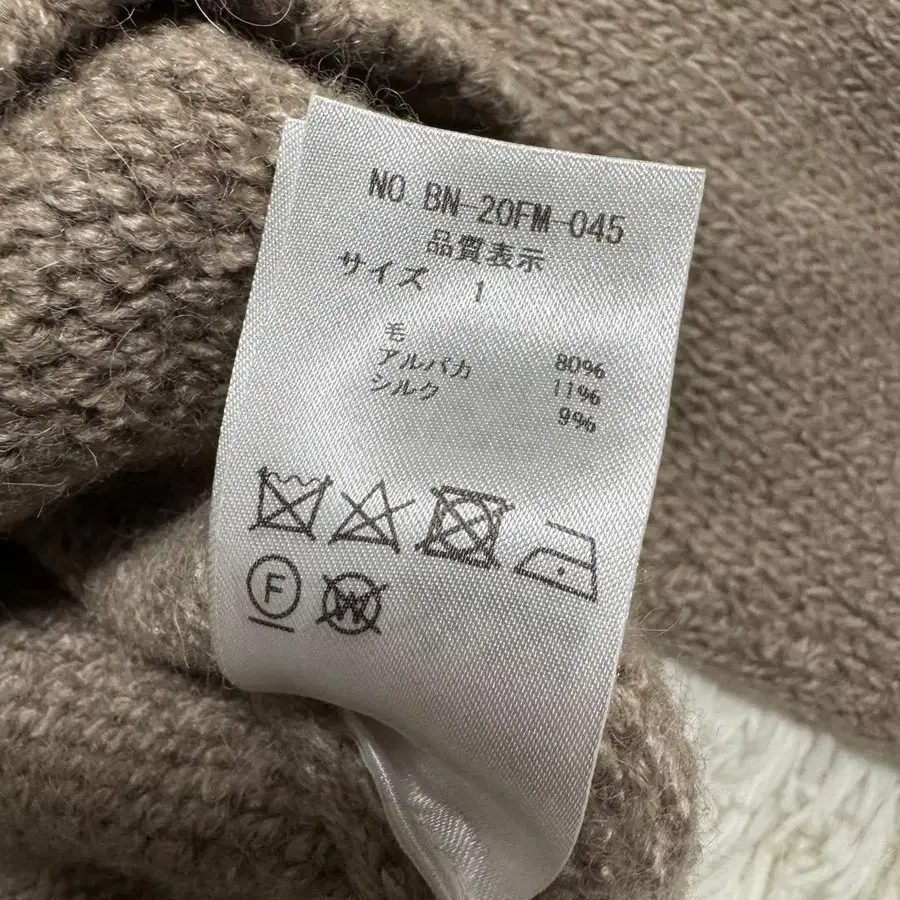 NO. BN-20FM-045
品質表示
サイズ 1
毛 80%
アルパカ 11%
シルク 9%
F W